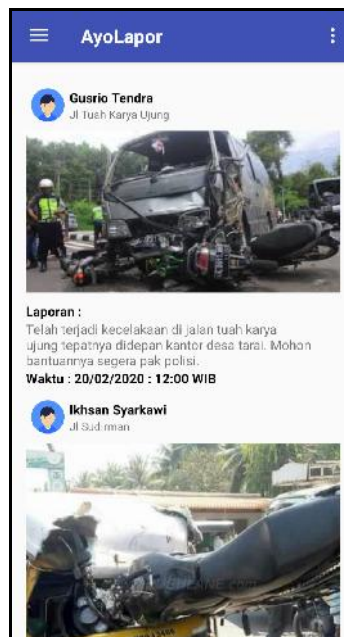 AyoLapor
Gusrio Tendra
Jl Tuah Karya Ujung
Laporan :
Telah terjadi kecelakaan di jalan tuah karya
ujung tepatnya didepan kantor desa tarai. Mohon
bantuannya segera pak polisi.
Waktu : 20/02/2020 : 12:00 WIB
Ikhsan Syarkawi
Jl Sudirman